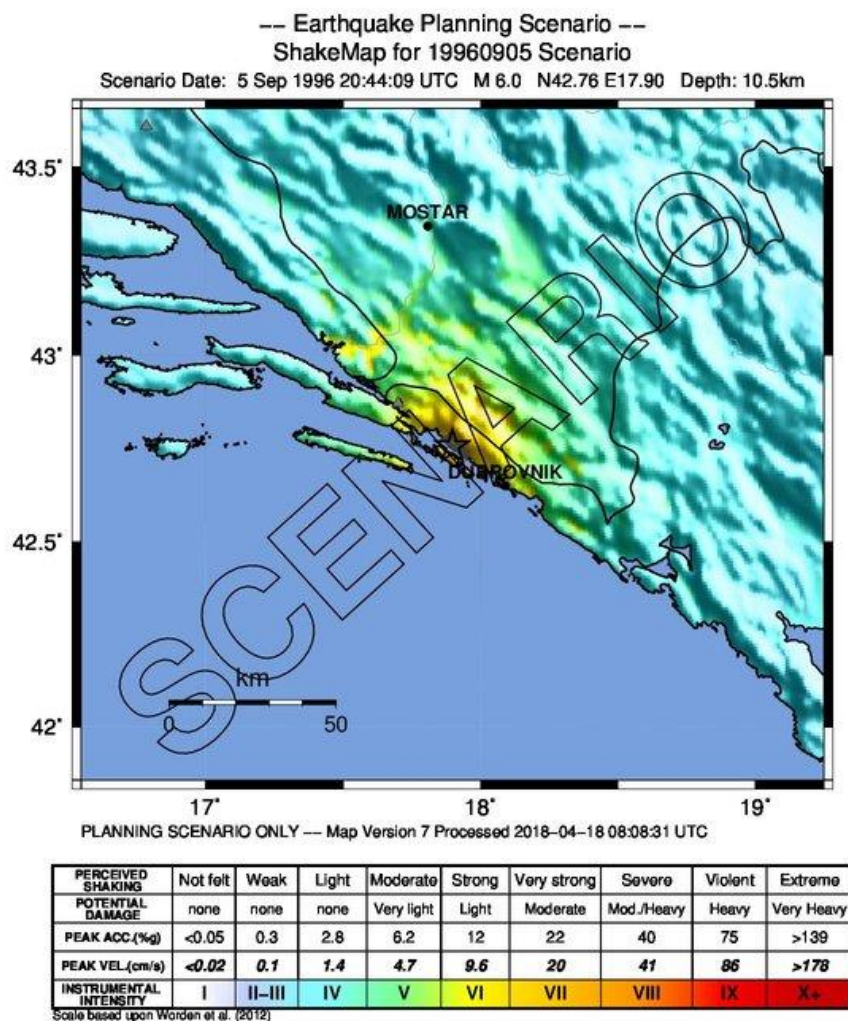 –– Earthquake Planning Scenario ––
ShakeMap for 19960905 Scenario
Scenario Date: 5 Sep 1996 20:44:09 UTC M 6.0 N42.76 E17.90 Depth: 10.5km
43.5˚
MOSTAR
43˚
DUBROVNIK
42.5˚
SCENARIO
km
0 50
42˚
17˚ 18˚ 19˚
PLANNING SCENARIO ONLY –– Map Version 7 Processed 2018–04–18 08:08:31 UTC
PERCEIVED SHAKING Not felt Weak Light Moderate Strong Very strong Severe Violent Extreme
POTENTIAL DAMAGE none none none Very light Light Moderate Mod./Heavy Heavy Very Heavy
PEAK ACC.(%g) <0.05 0.3 2.8 6.2 12 22 40 75 >139
PEAK VEL.(cm/s) <0.02 0.1 1.4 4.7 9.6 20 41 86 >178
INSTRUMENTAL INTENSITY I II–III IV V VI VII VIII IX X+
Scale based upon Worden et al. (2012)